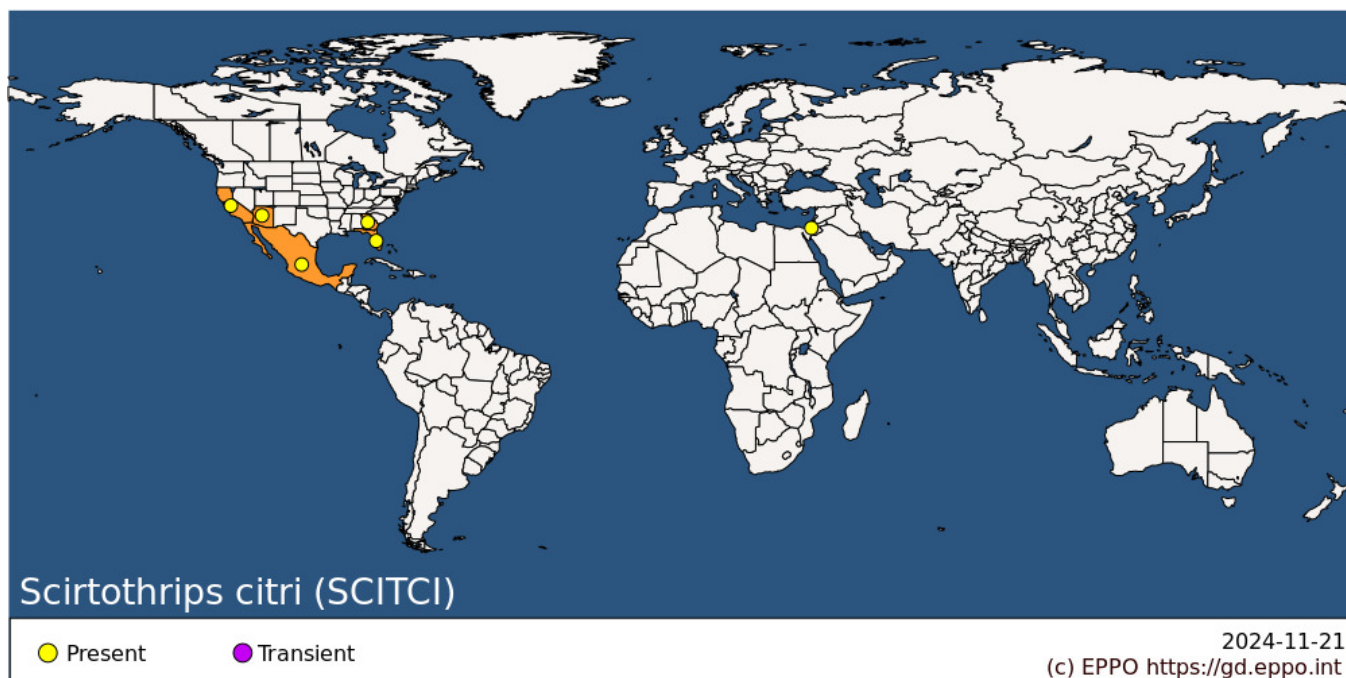 Scirtothrips citri (SCITCI)
Present
Transient
2024-11-21
(c) EPPO https://gd.eppo.int